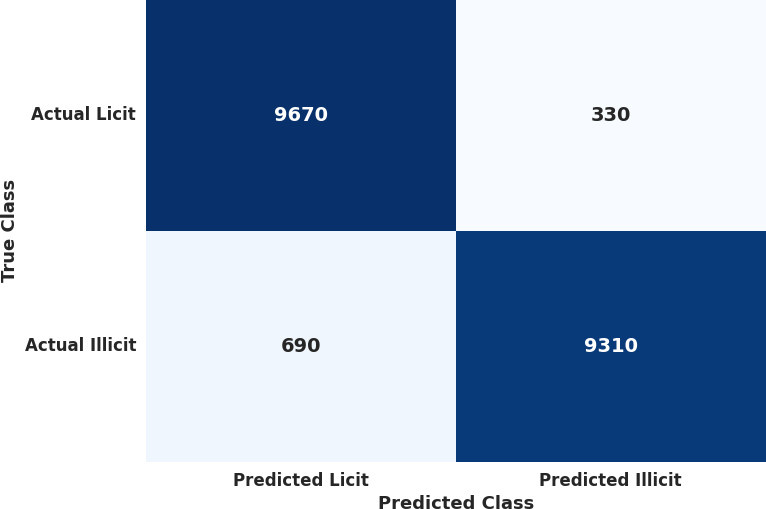 Actual Licit
9670
330
True Class
Actual Illicit
690
9310
Predicted Licit
Predicted Illicit
Predicted Class